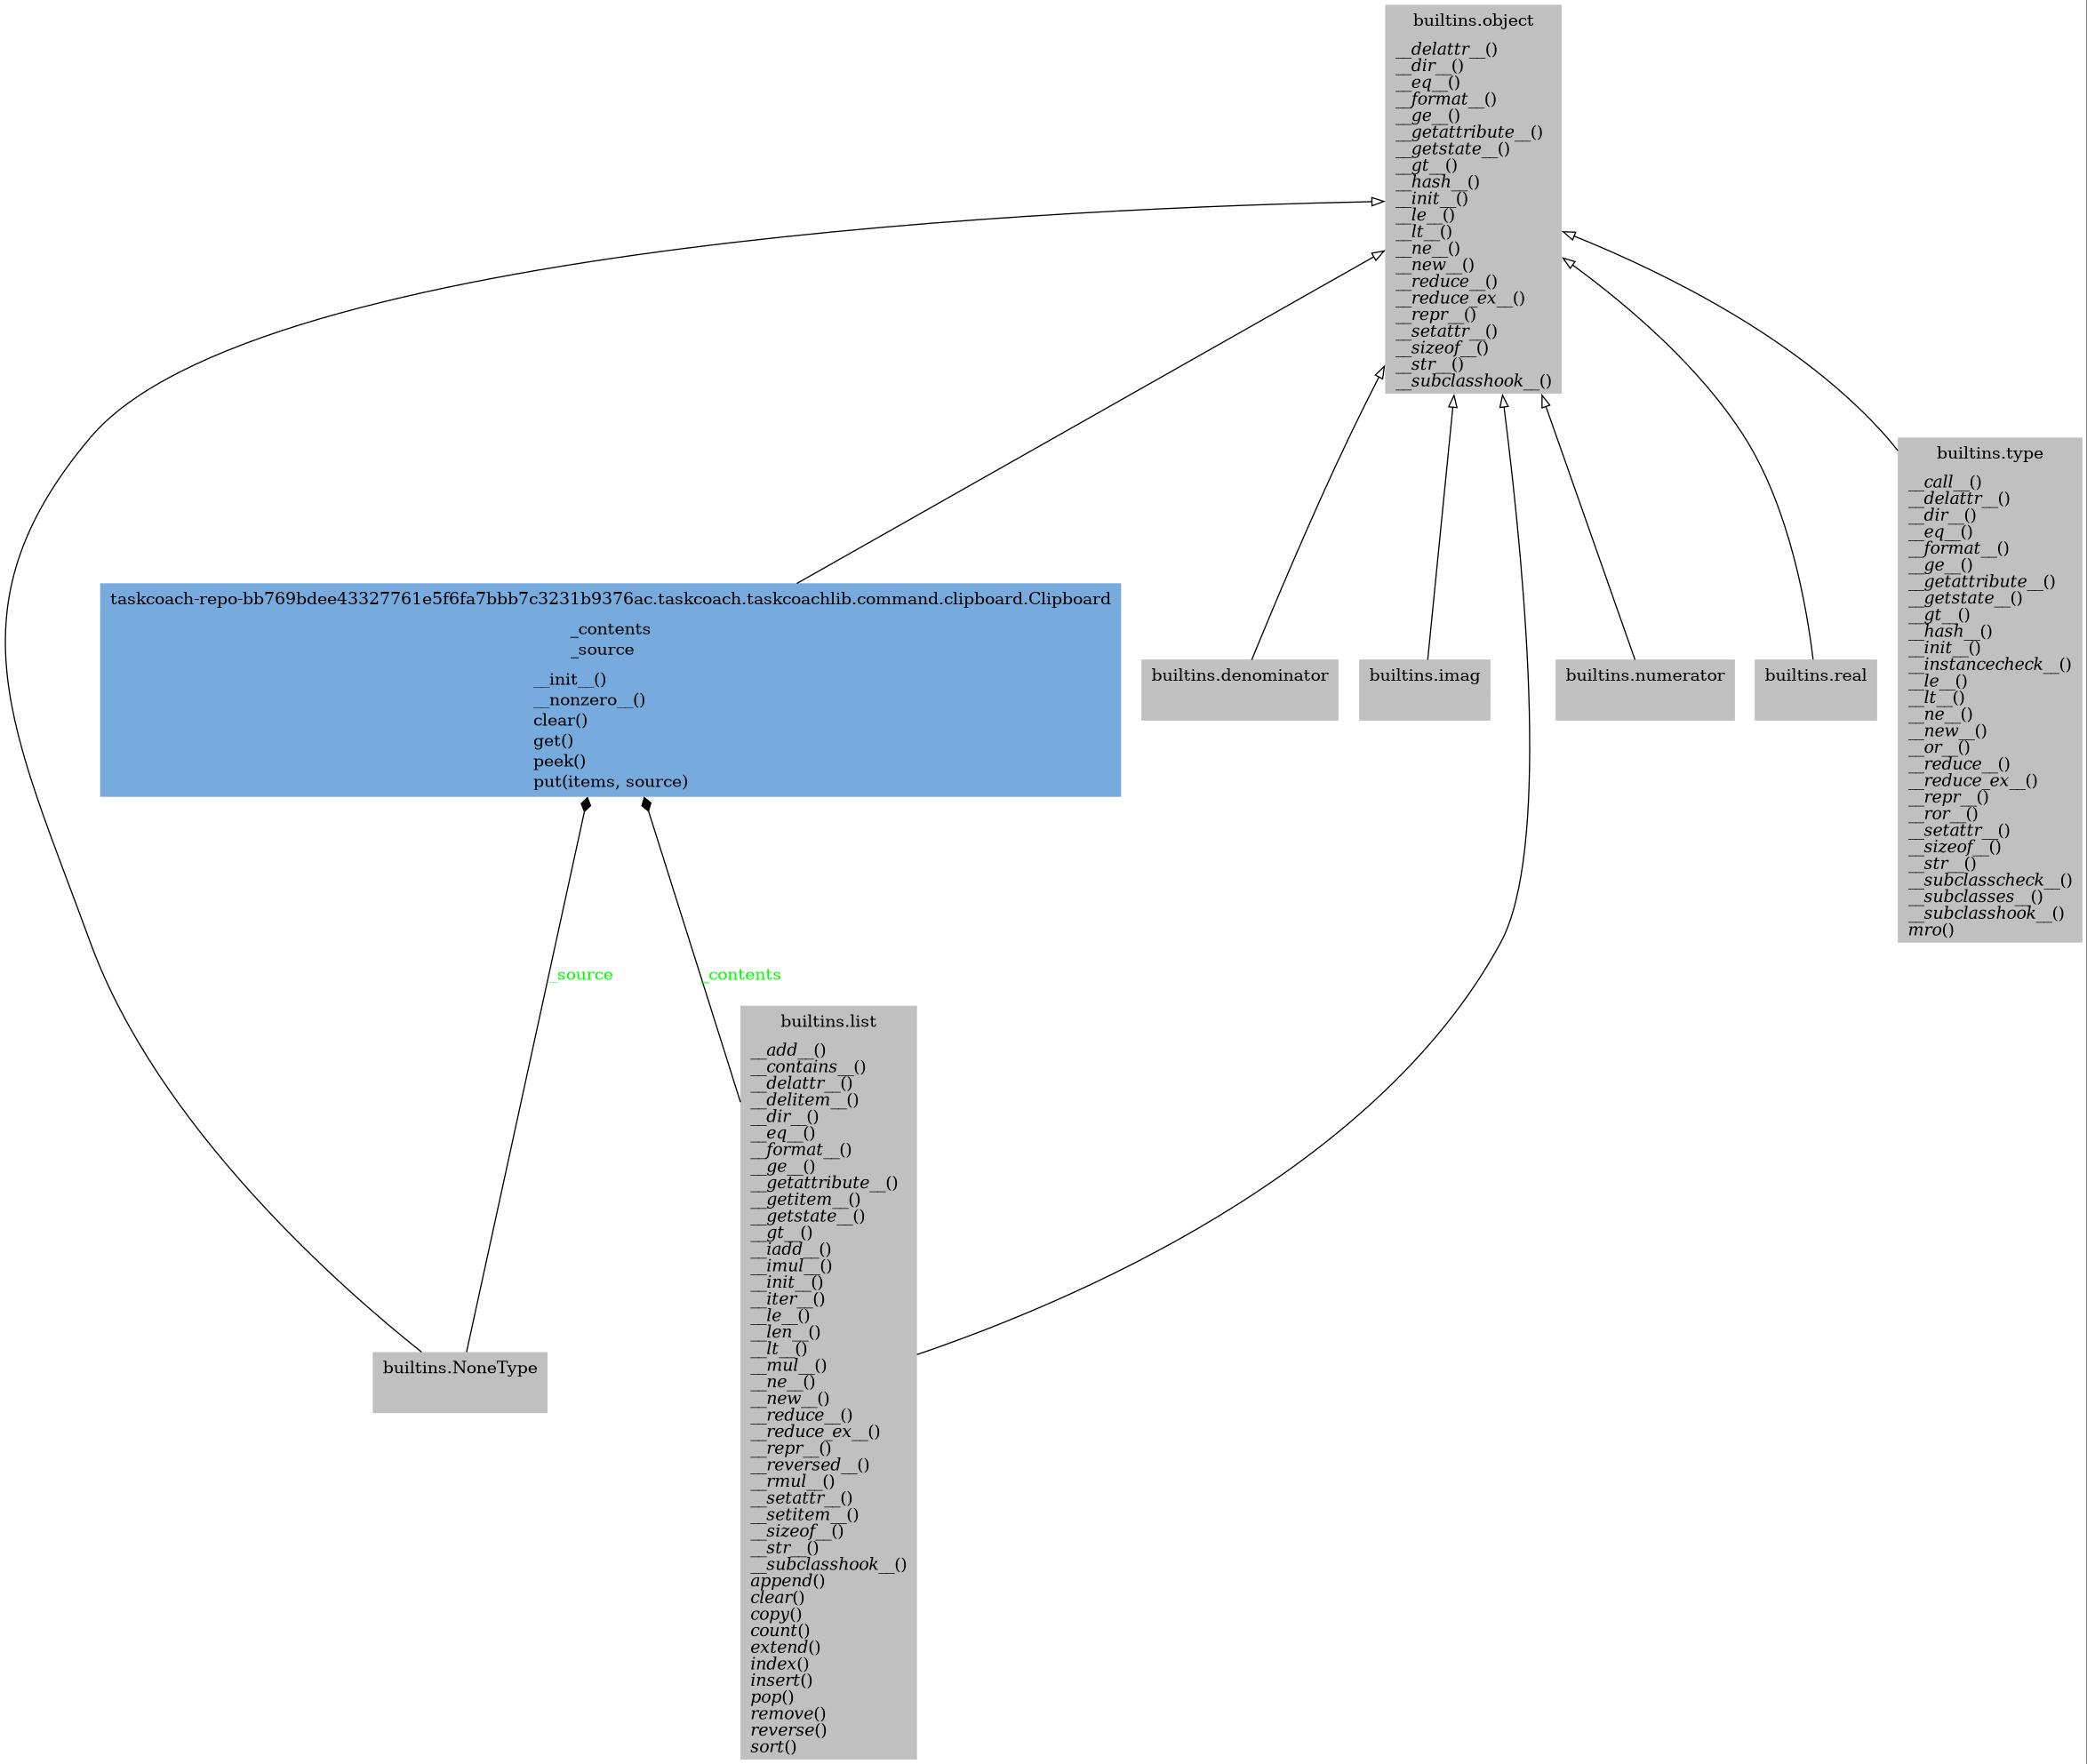 builtins.object
__delattr__()
__dir__()
__eq__()
__format__()
__ge__()
__getattribute__()
__getstate__()
__gt__()
__hash__()
__init__()
__le__()
__lt__()
__ne__()
__new__()
__reduce__()
__reduce_ex__()
__repr__()
__setattr__()
__sizeof__()
__str__()
__subclasshook__()
builtins.type
__call__()
__delattr__()
__dir__()
__eq__()
__format__()
__ge__()
__getattribute__()
__getstate__()
__gt__()
__hash__()
__init__()
__instancecheck__()
__le__()
__lt__()
__ne__()
__new__()
__or__()
__reduce__()
__reduce_ex__()
__repr__()
__ror__()
__setattr__()
__sizeof__()
__str__()
__subclasscheck__()
__subclasses__()
__subclasshook__()
mro()
taskcoach-repo-bb769bdee43327761e5f6fa7bbb7c3231b9376ac.taskcoach.taskcoachlib.command.clipboard.Clipboard
_contents
_source
__init__()
__nonzero__()
clear()
get()
peek()
put(items, source)
builtins.denominator
builtins.imag
builtins.numerator
builtins.real
_source
_contents
builtins.list
__add__()
__contains__()
__delattr__()
__delitem__()
__dir__()
__eq__()
__format__()
__ge__()
__getattribute__()
__getitem__()
__getstate__()
__gt__()
__iadd__()
__imul__()
__init__()
__iter__()
__le__()
__len__()
__lt__()
__mul__()
__ne__()
__new__()
__reduce__()
__reduce_ex__()
__repr__()
__reversed__()
__rmul__()
__setattr__()
__setitem__()
__sizeof__()
__str__()
__subclasshook__()
append()
clear()
copy()
count()
extend()
index()
insert()
pop()
remove()
reverse()
sort()
builtins.NoneType